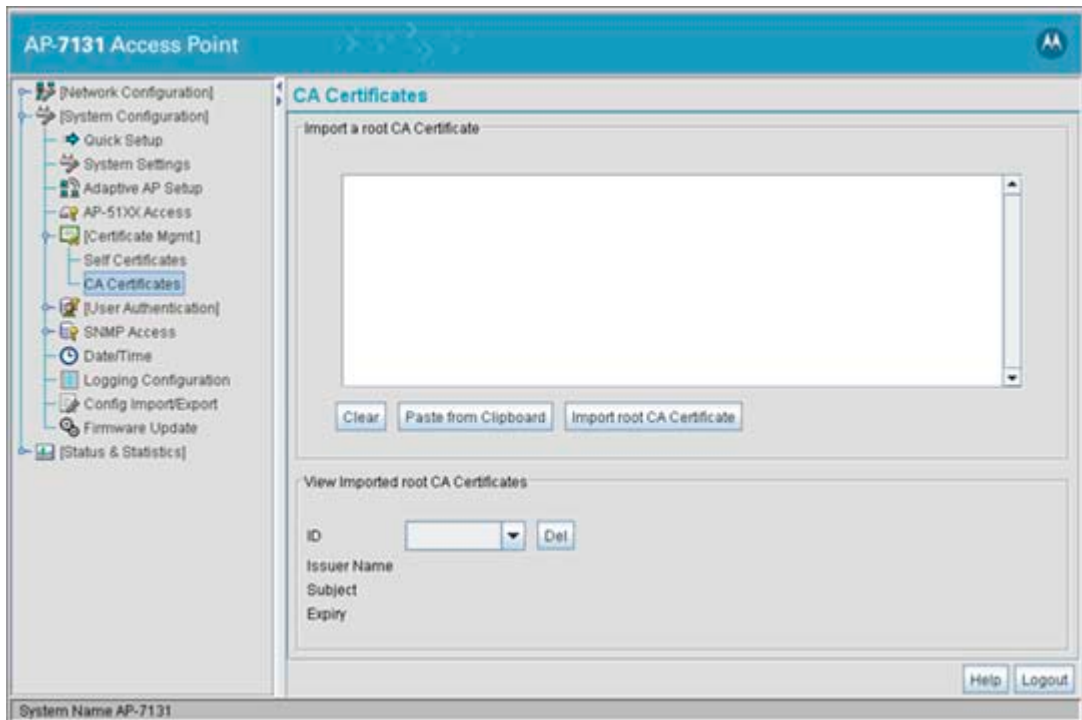 AP-7131 Access Point
[Network Configuration]
[System Configuration]
Quick Setup
System Settings
Adaptive AP Setup
AP-51XX Access
[Certificate Mgmt.]
Self Certificates
CA Certificates
[User Authentication]
SNMP Access
Date/Time
Logging Configuration
Config Import/Export
Firmware Update
[Status & Statistics]
CA Certificates
Import a root CA Certificate
Clear
Paste from Clipboard
Import root CA Certificate
View Imported root CA Certificates
ID
Del
Issuer Name
Subject
Expiry
Help
Logout
System Name AP-7131